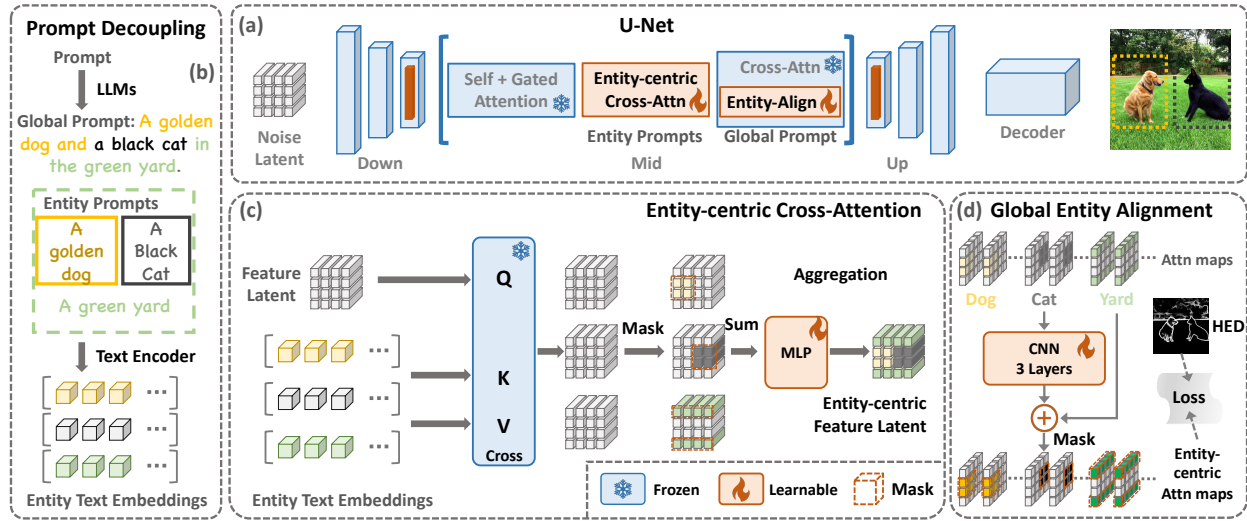 Prompt Decoupling
Prompt
(b)
LLMs
Global Prompt: A golden
dog and a black cat in
the green yard.
Entity Prompts
A
golden
dog
A
Black
Cat
A green yard
Text Encoder
...
...
...
Entity Text Embeddings
(a)
U-Net
Noise
Latent
Down
Self + Gated
Attention
Entity-centric
Cross-Attn
Entity Prompts
Cross-Attn
Entity-Align
Global Prompt
Mid
Up
Decoder
(c)
Entity-centric Cross-Attention
Feature
Latent
Q
K
V
Cross
...
...
...
Entity Text Embeddings
Mask
Sum
Aggregation
MLP
Entity-centric
Feature Latent
Frozen
Learnable
Mask
(d) Global Entity Alignment
Attn maps
Dog
Cat
Yard
HED
CNN
3 Layers
Loss
Mask
Entity-
centric
Attn maps